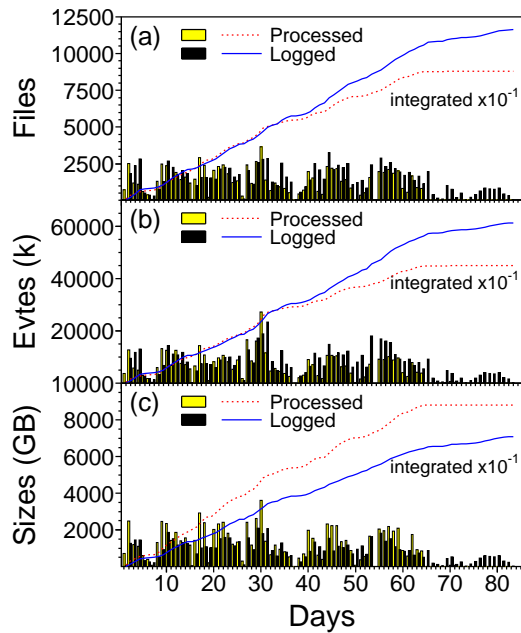 12500
(a)
Processed
Logged
10000
7500
integrated x10-1
5000
2500
Files
60000
(b)
Processed
Logged
40000
integrated x10-1
20000
Evtes (k)
10000
(c)
Processed
Logged
8000
6000
integrated x10-1
4000
2000
Sizes (GB)
10 20 30 40 50 60 70 80
Days